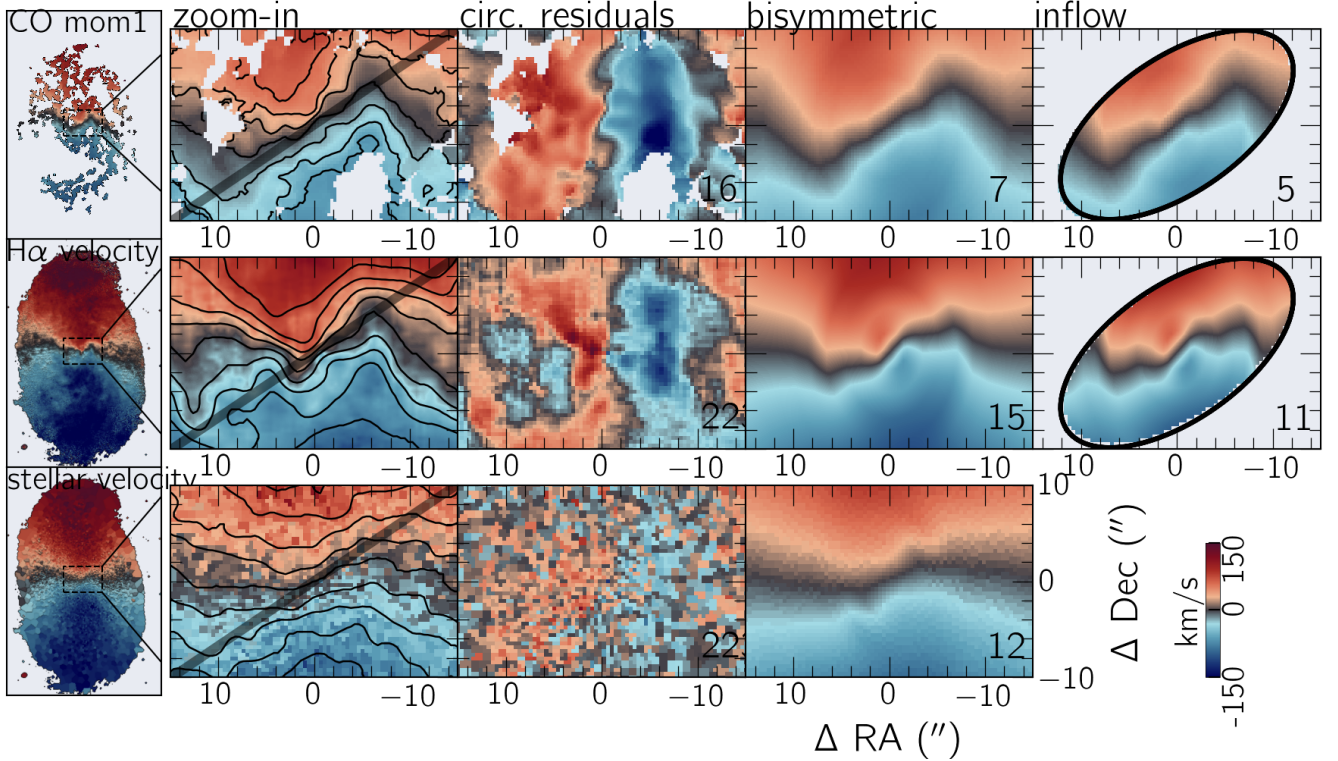 CO mom1 zoom-in circ. residuals bisymmetric inflow
16 7 5
10 0 −10 10 0 −10 10 0 −10 10 0 −10
Hα velocity
22 15 11
10 0 −10 10 0 −10 10 0 −10 10 0 −10
stellar velocity
22 12
10
0
−10
Δ Dec (″)
10 0 −10 10 0 −10 10 0 −10
Δ RA (″)
km/s
150
0
-150